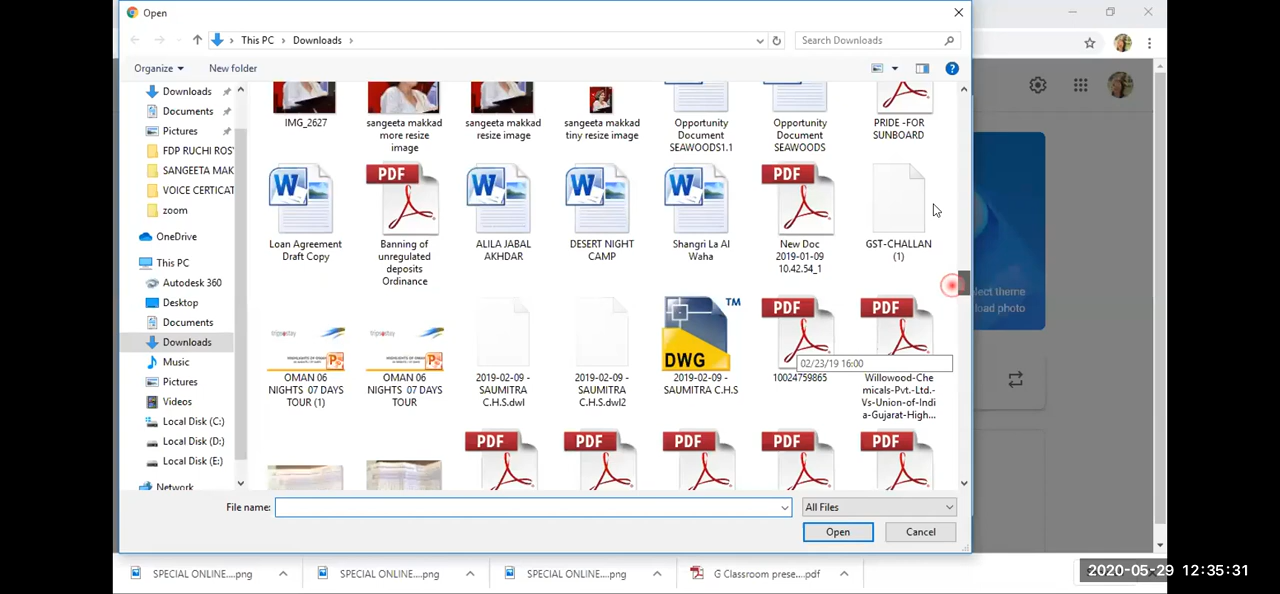 Open
This PC
Downloads
Search Downloads
Organize
New folder
Downloads
Documents
Pictures
FDP RUCHI ROS
SANGEETA MAK
VOICE CERTICAT
zoom
OneDrive
This PC
Autodesk 360
Desktop
Documents
Downloads
Music
Pictures
Videos
Local Disk (C:)
Local Disk (D:)
Local Disk (E:)
Network
IMG_2627
sangeeta makkad
more resize
image
sangeeta makkad
resize image
sangeeta makkad
tiny resize image
Opportunity
Document
SEAWOODS1.1
Opportunity
Document
SEAWOODS
PRIDE -FOR
SUNBOARD
W
Loan Agreement
Draft Copy
PDF
Banning of
unregulated
deposits
Ordinance
W
ALILA JABAL
AKHDAR
W
DESERT NIGHT
CAMP
W
Shangri La Al
Waha
PDF
New Doc
2019-01-09
10.42.54_1
GST-CHALLAN
(1)
OMAN 06
NIGHTS 07 DAYS
TOUR (1)
OMAN 06
NIGHTS 07 DAYS
TOUR
2019-02-09 -
SAUMITRA
C.H.S.dwl
2019-02-09 -
SAUMITRA
C.H.S.dwl2
TM
DWG
2019-02-09 -
SAUMITRA C.H.S
PDF
10024759865
PDF
02/23/19 16:00
Willowood-Che
micals-Pvt.-Ltd.-
Vs-Union-of-Indi
a-Gujarat-High...
PDF
PDF
PDF
PDF
PDF
File name:
All Files
Open
Cancel
lect theme
load photo
SPECIAL ONLINE....png
SPECIAL ONLINE....png
SPECIAL ONLINE....png
G Classroom prese....pdf
2020-05-29 12:35:31